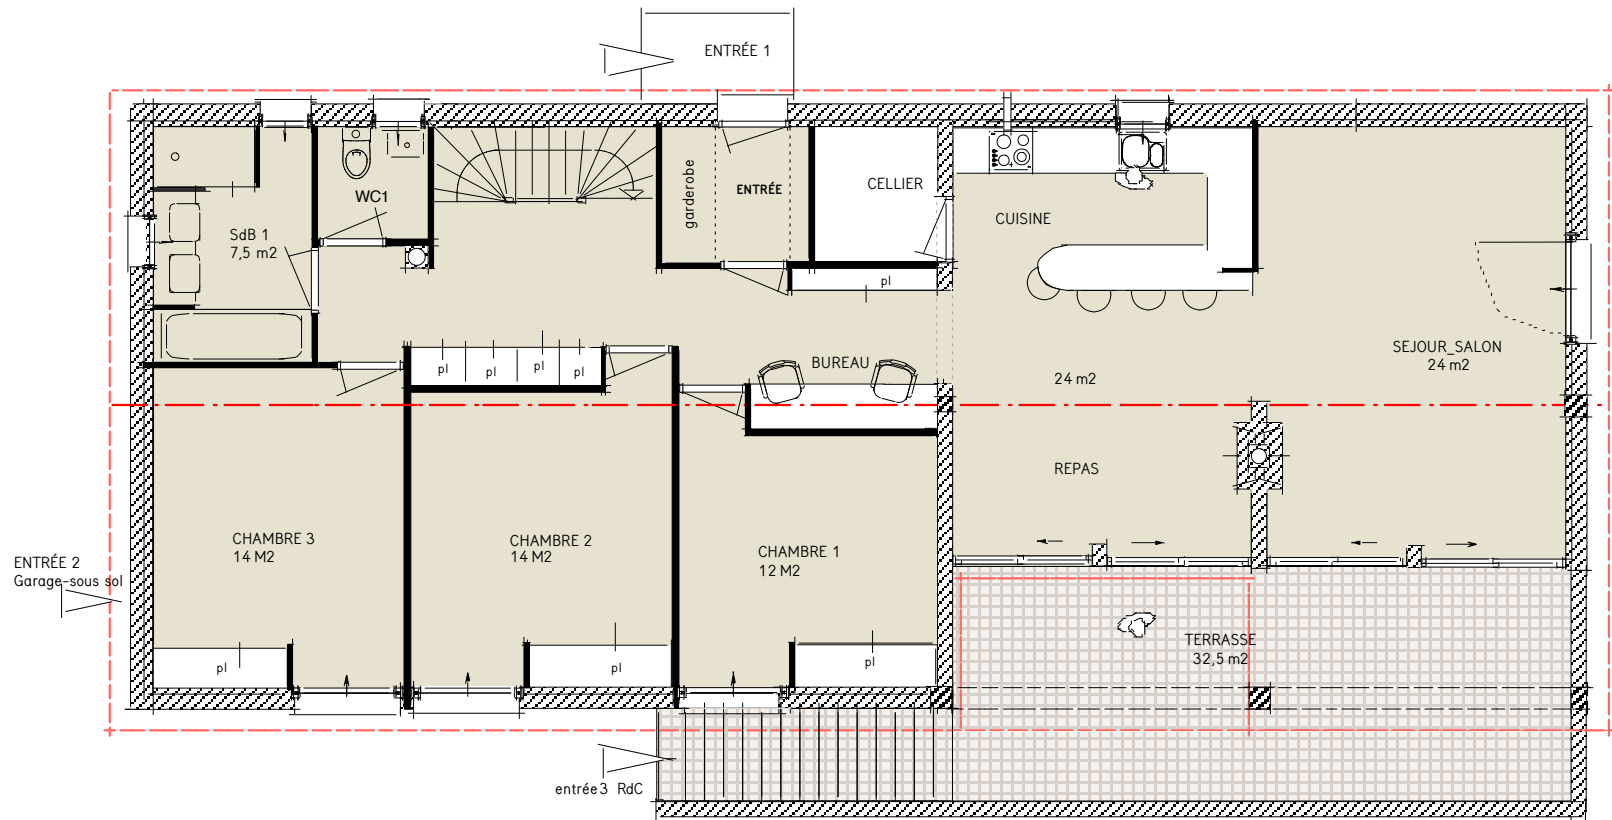 ENTRÉE 1
garderobe
ENTRÉE
CELLIER
WC1
SdB 1
7,5 m2
CUISINE
pl
pl
pl
pl
pl
BUREAU
SEJOUR_SALON
24 m2
24 m2
REPAS
CHAMBRE 3
14 M2
CHAMBRE 2
14 M2
CHAMBRE 1
12 M2
ENTRÉE 2
Garage-sous sol
TERRASSE
32,5 m2
pl
pl
pl
entrée3 RdC